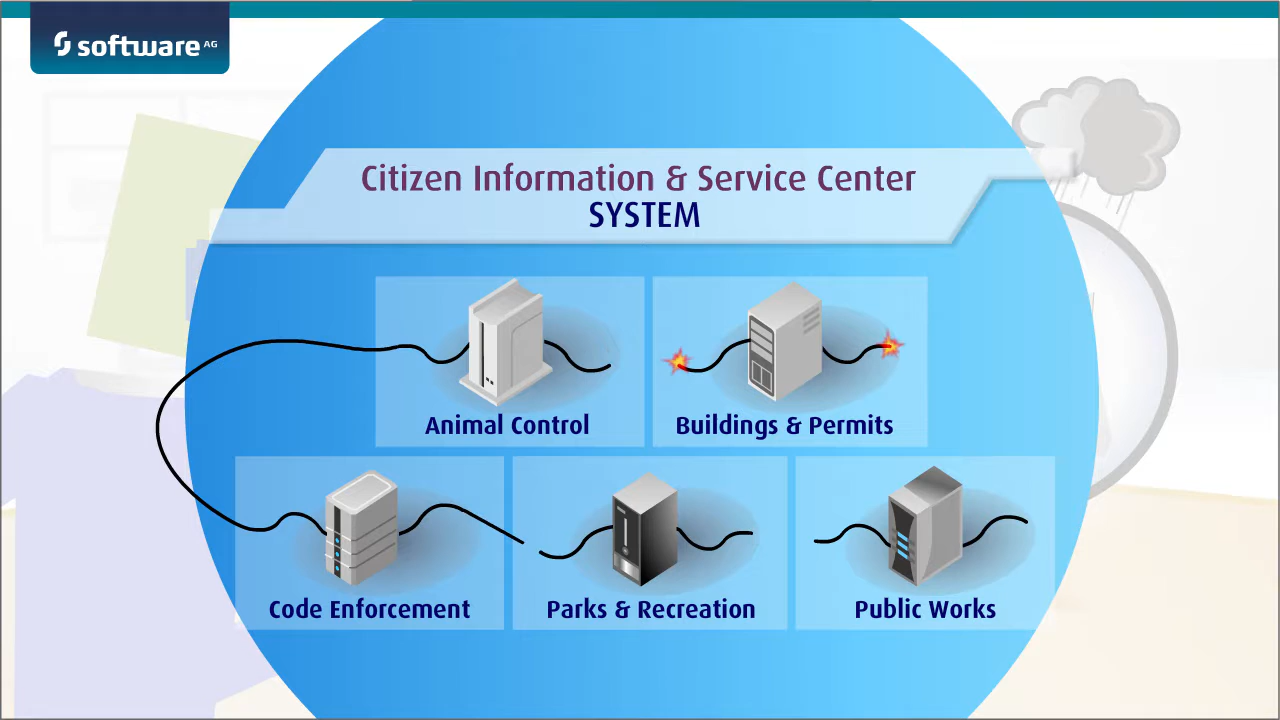 software AG
Citizen Information & Service Center
SYSTEM
Animal Control
Buildings & Permits
Code Enforcement
Parks & Recreation
Public Works